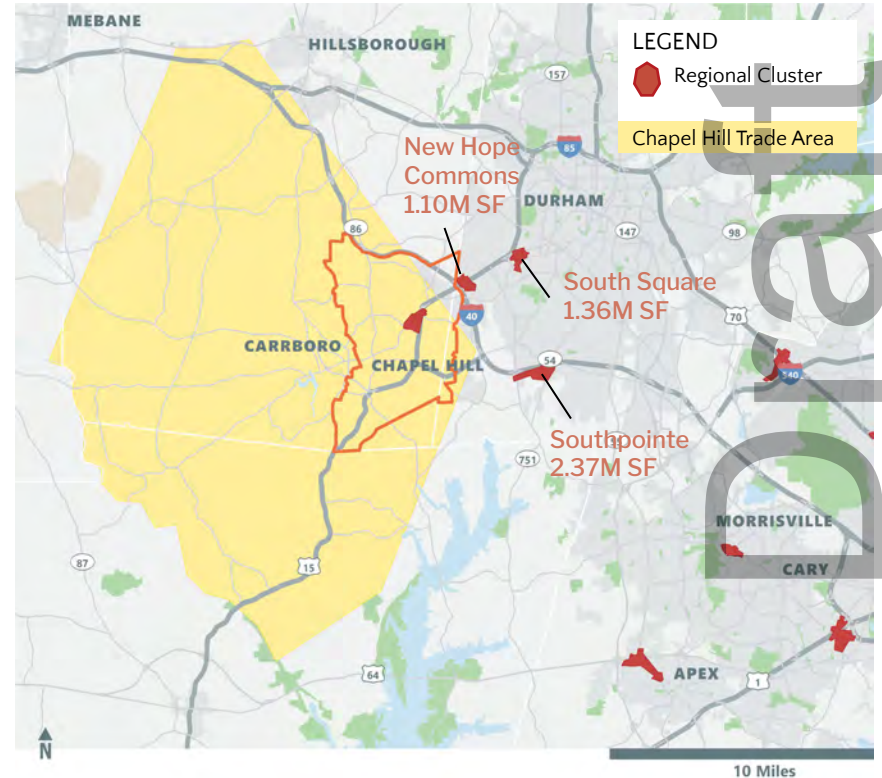 MEBANE
HILLSBOROUGH
LEGEND
Regional Cluster
Chapel Hill Trade Area
157
85
New Hope
Commons
1.10M SF
DURHAM
147
98
86
South Square
1.36M SF
40
70
CARRBORO
CHAPEL HILL
54
540
Southpointe
2.37M SF
751
MORRISVILLE
CARY
87
15
64
APEX
1
N
10 Miles
Draft